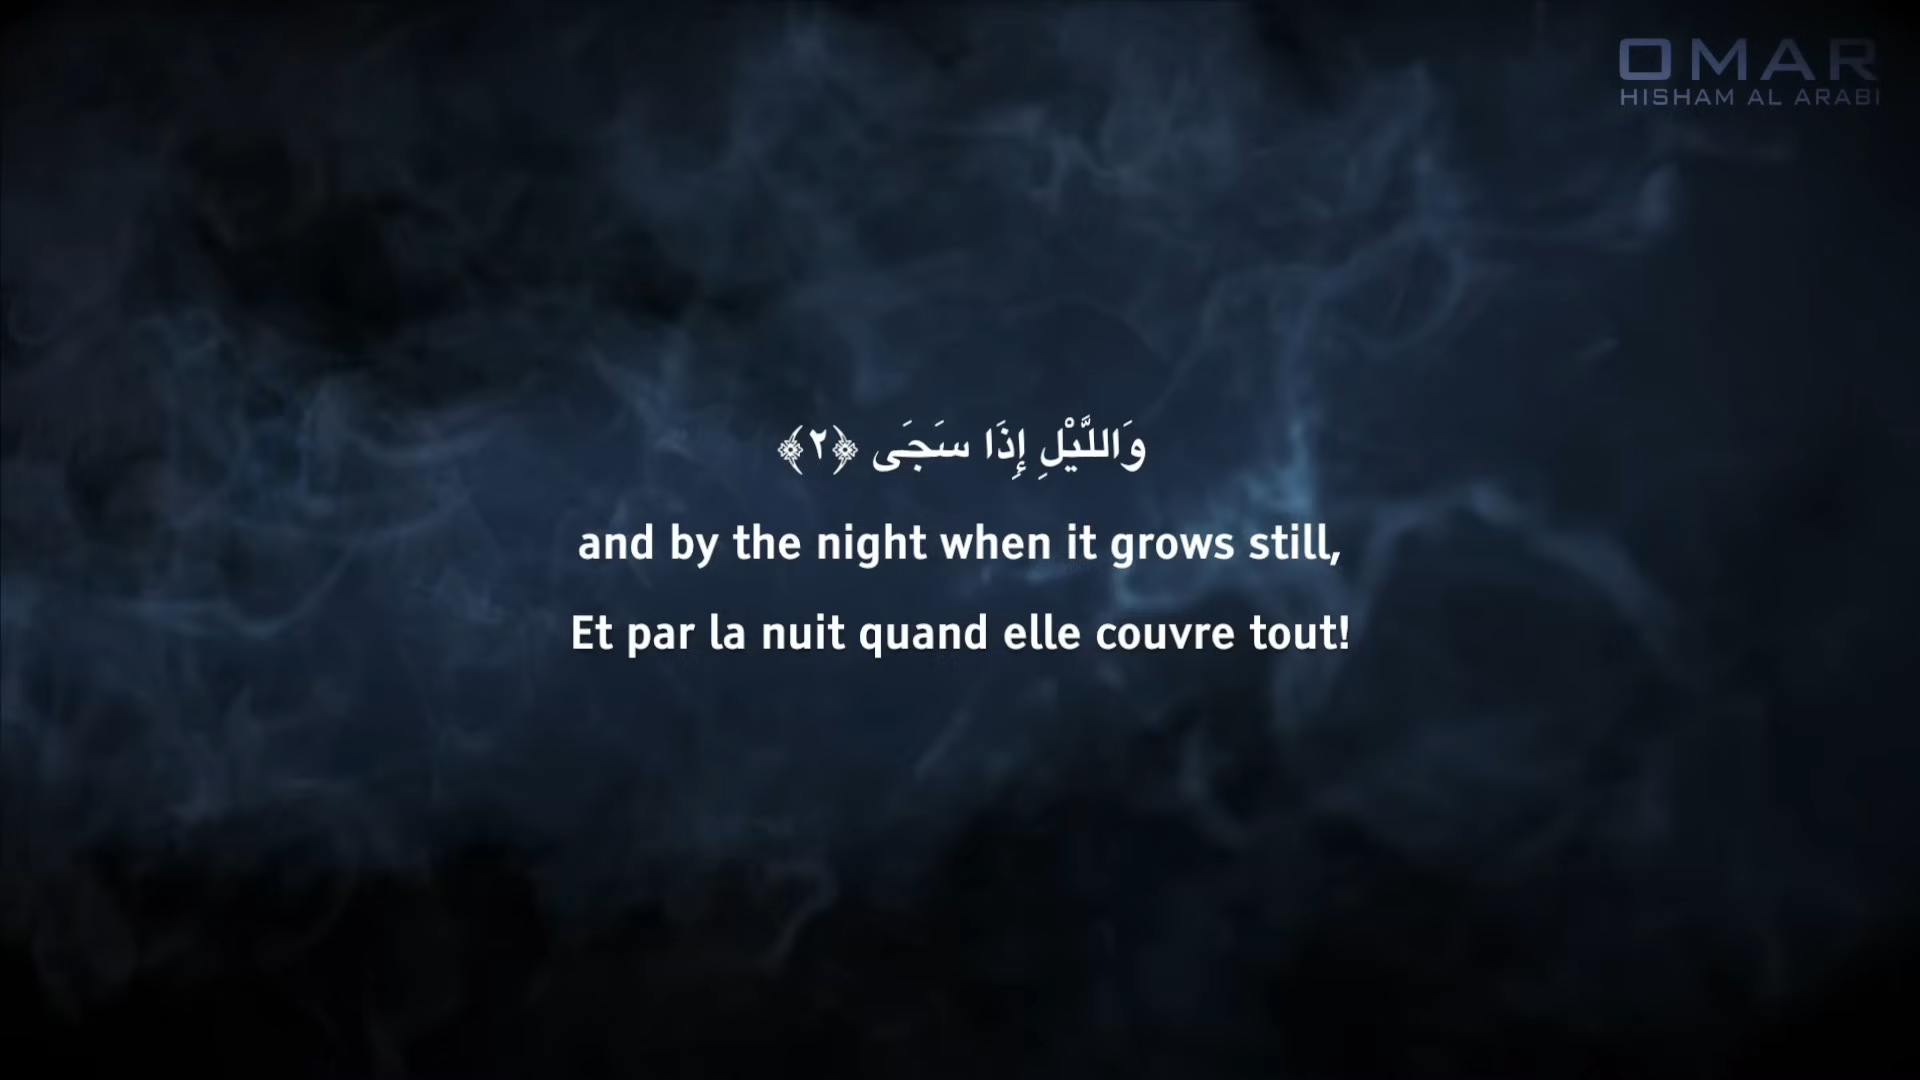 OMAR
HISHAM AL ARABI
وَاللَّيْلِ إِذَا سَجَى ﴿٢﴾
and by the night when it grows still,
Et par la nuit quand elle couvre tout!